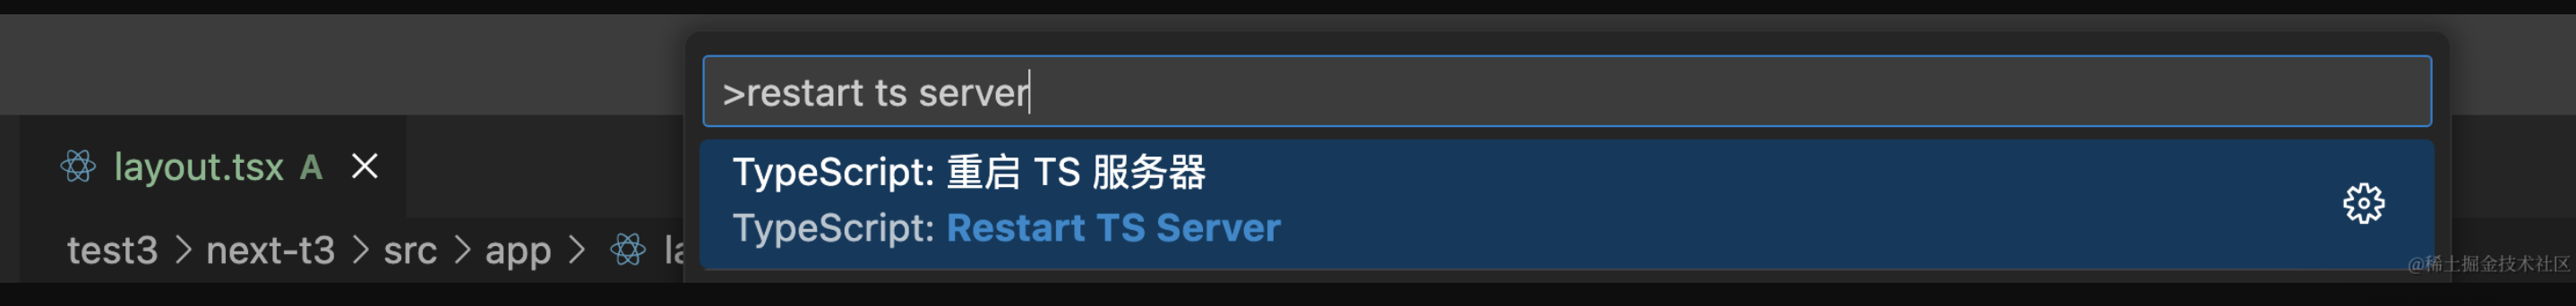 >restart ts server
layout.tsx A
TypeScript: 重启 TS 服务器
TypeScript: Restart TS Server
test3 > next-t3 > src > app > la
@稀土掘金技术社区